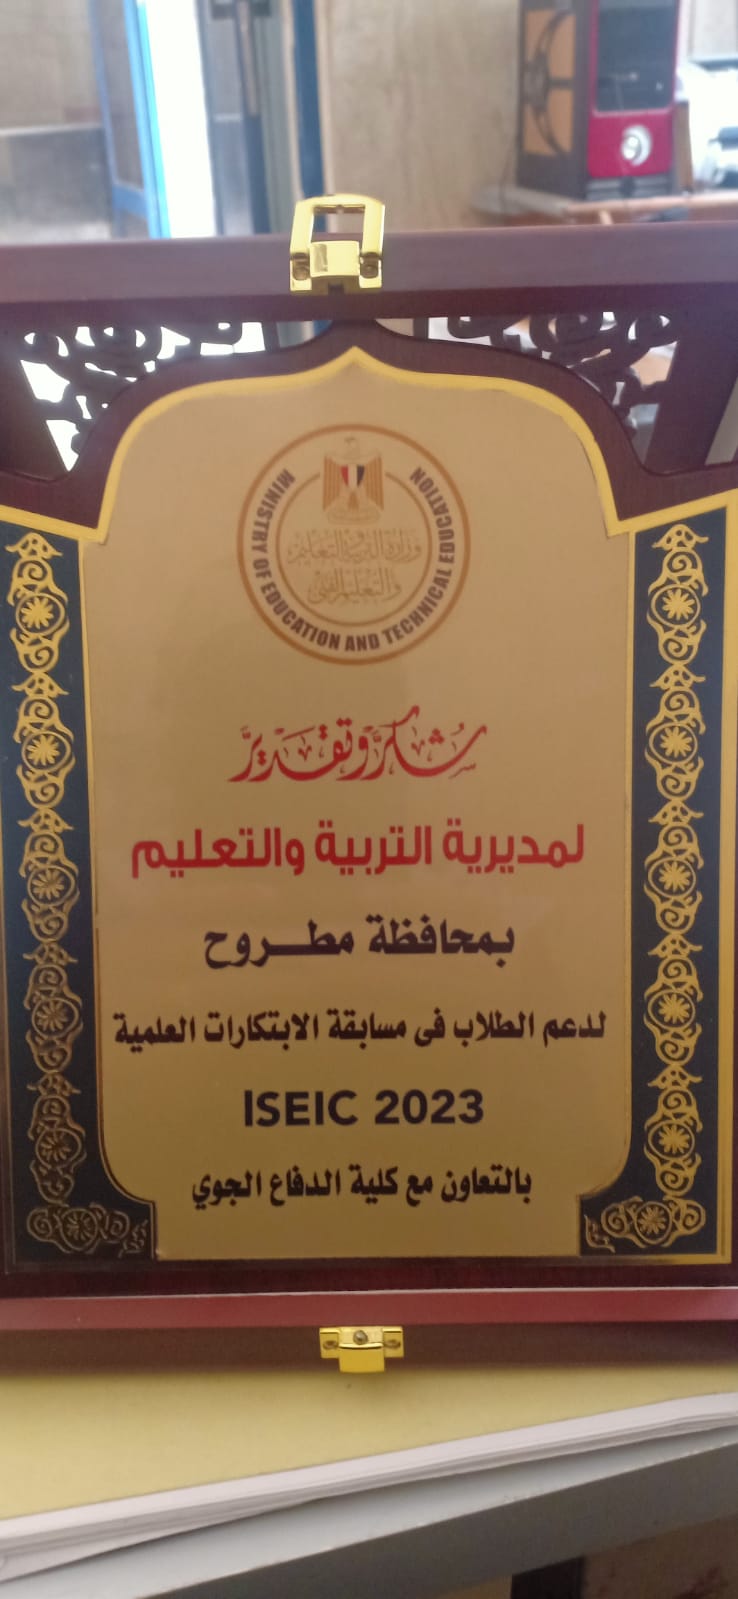 MINISTRY OF EDUCATION AND TECHNICAL EDUCATION
وزارة التربية والتعليم
والتعليم الفني
شكر وتقدير
لمديرية التربية والتعليم
بمحافظة مطروح
لدعم الطلاب فى مسابقة الابتكارات العلمية
ISEIC 2023
بالتعاون مع كلية الدفاع الجوي